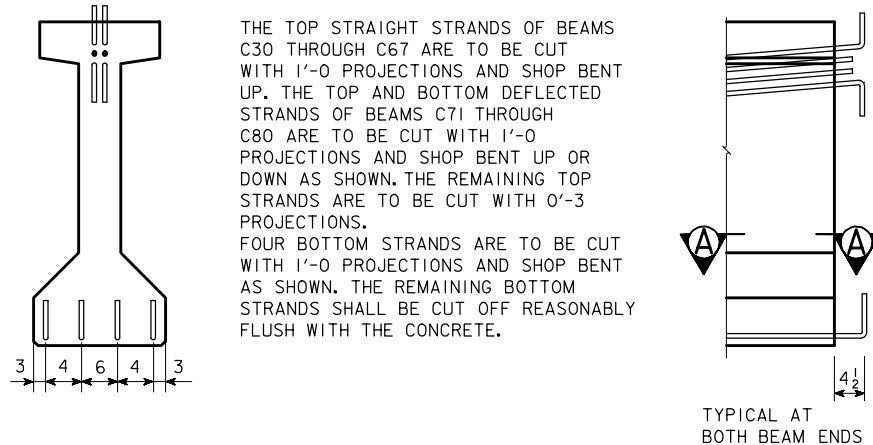 THE TOP STRAIGHT STRANDS OF BEAMS
C30 THROUGH C67 ARE TO BE CUT
WITH 1'-0 PROJECTIONS AND SHOP BENT
UP. THE TOP AND BOTTOM DEFLECTED
STRANDS OF BEAMS C71 THROUGH
C80 ARE TO BE CUT WITH 1'-0
PROJECTIONS AND SHOP BENT UP OR
DOWN AS SHOWN. THE REMAINING TOP
STRANDS ARE TO BE CUT WITH 0'-3
PROJECTIONS.
FOUR BOTTOM STRANDS ARE TO BE CUT
WITH 1'-0 PROJECTIONS AND SHOP BENT
AS SHOWN. THE REMAINING BOTTOM
STRANDS SHALL BE CUT OFF REASONABLY
FLUSH WITH THE CONCRETE.
3 4 6 4 3
A A
4 1/2
TYPICAL AT
BOTH BEAM ENDS